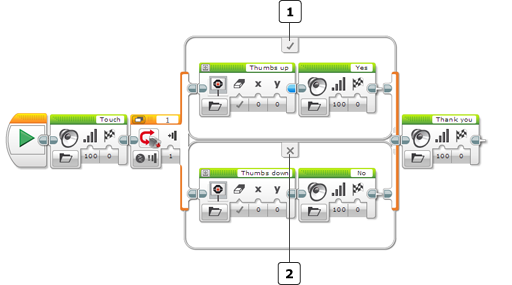 1
Thumbs up
Yes
x y
✓ 0 0
100 0
Touch
1
Thank you
100 0
1
100 0
Thumbs down
No
x y
✓ 0 0
100 0
2